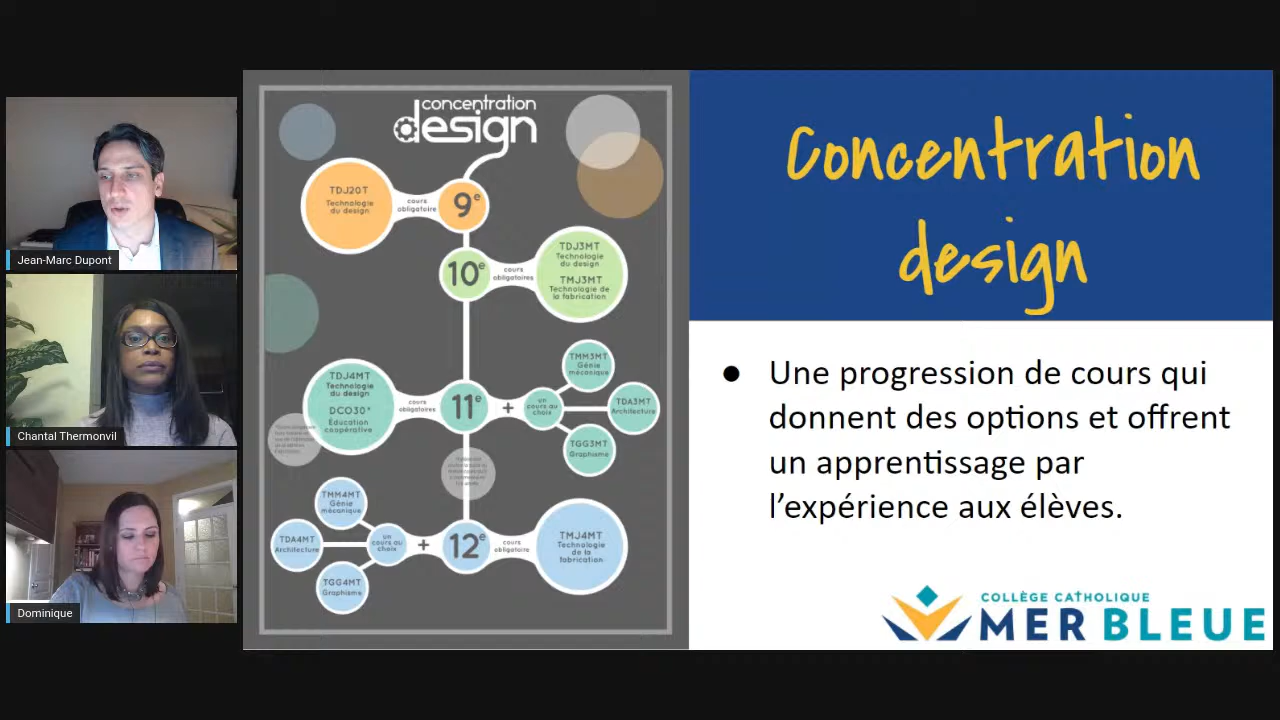 Jean-Marc Dupont
Chantal Thermonvil
Dominique
concentration
design
TDJ20T
Technologie
du design
cours
obligatoire
9e
10e
cours
obligatoires
TDJ3MT
Technologie
du design
TMJ3MT
Technologie de
la fabrication
TDJ4MT
Technologie
du design
DCO30*
Éducation
coopérative
cours
obligatoires
11e
+
un
cours au
choix
TMM3MT
Génie
mécanique
TDA3MT
Architecture
TGG3MT
Graphisme
TMM4MT
Génie
mécanique
TDA4MT
Architecture
TGG4MT
Graphisme
un
cours au
choix
+
12e
cours
obligatoire
TMJ4MT
Technologie
de la
fabrication
Concentration
design
● Une progression de cours qui
donnent des options et offrent
un apprentissage par
l’expérience aux élèves.
COLLÈGE CATHOLIQUE
MER BLEUE